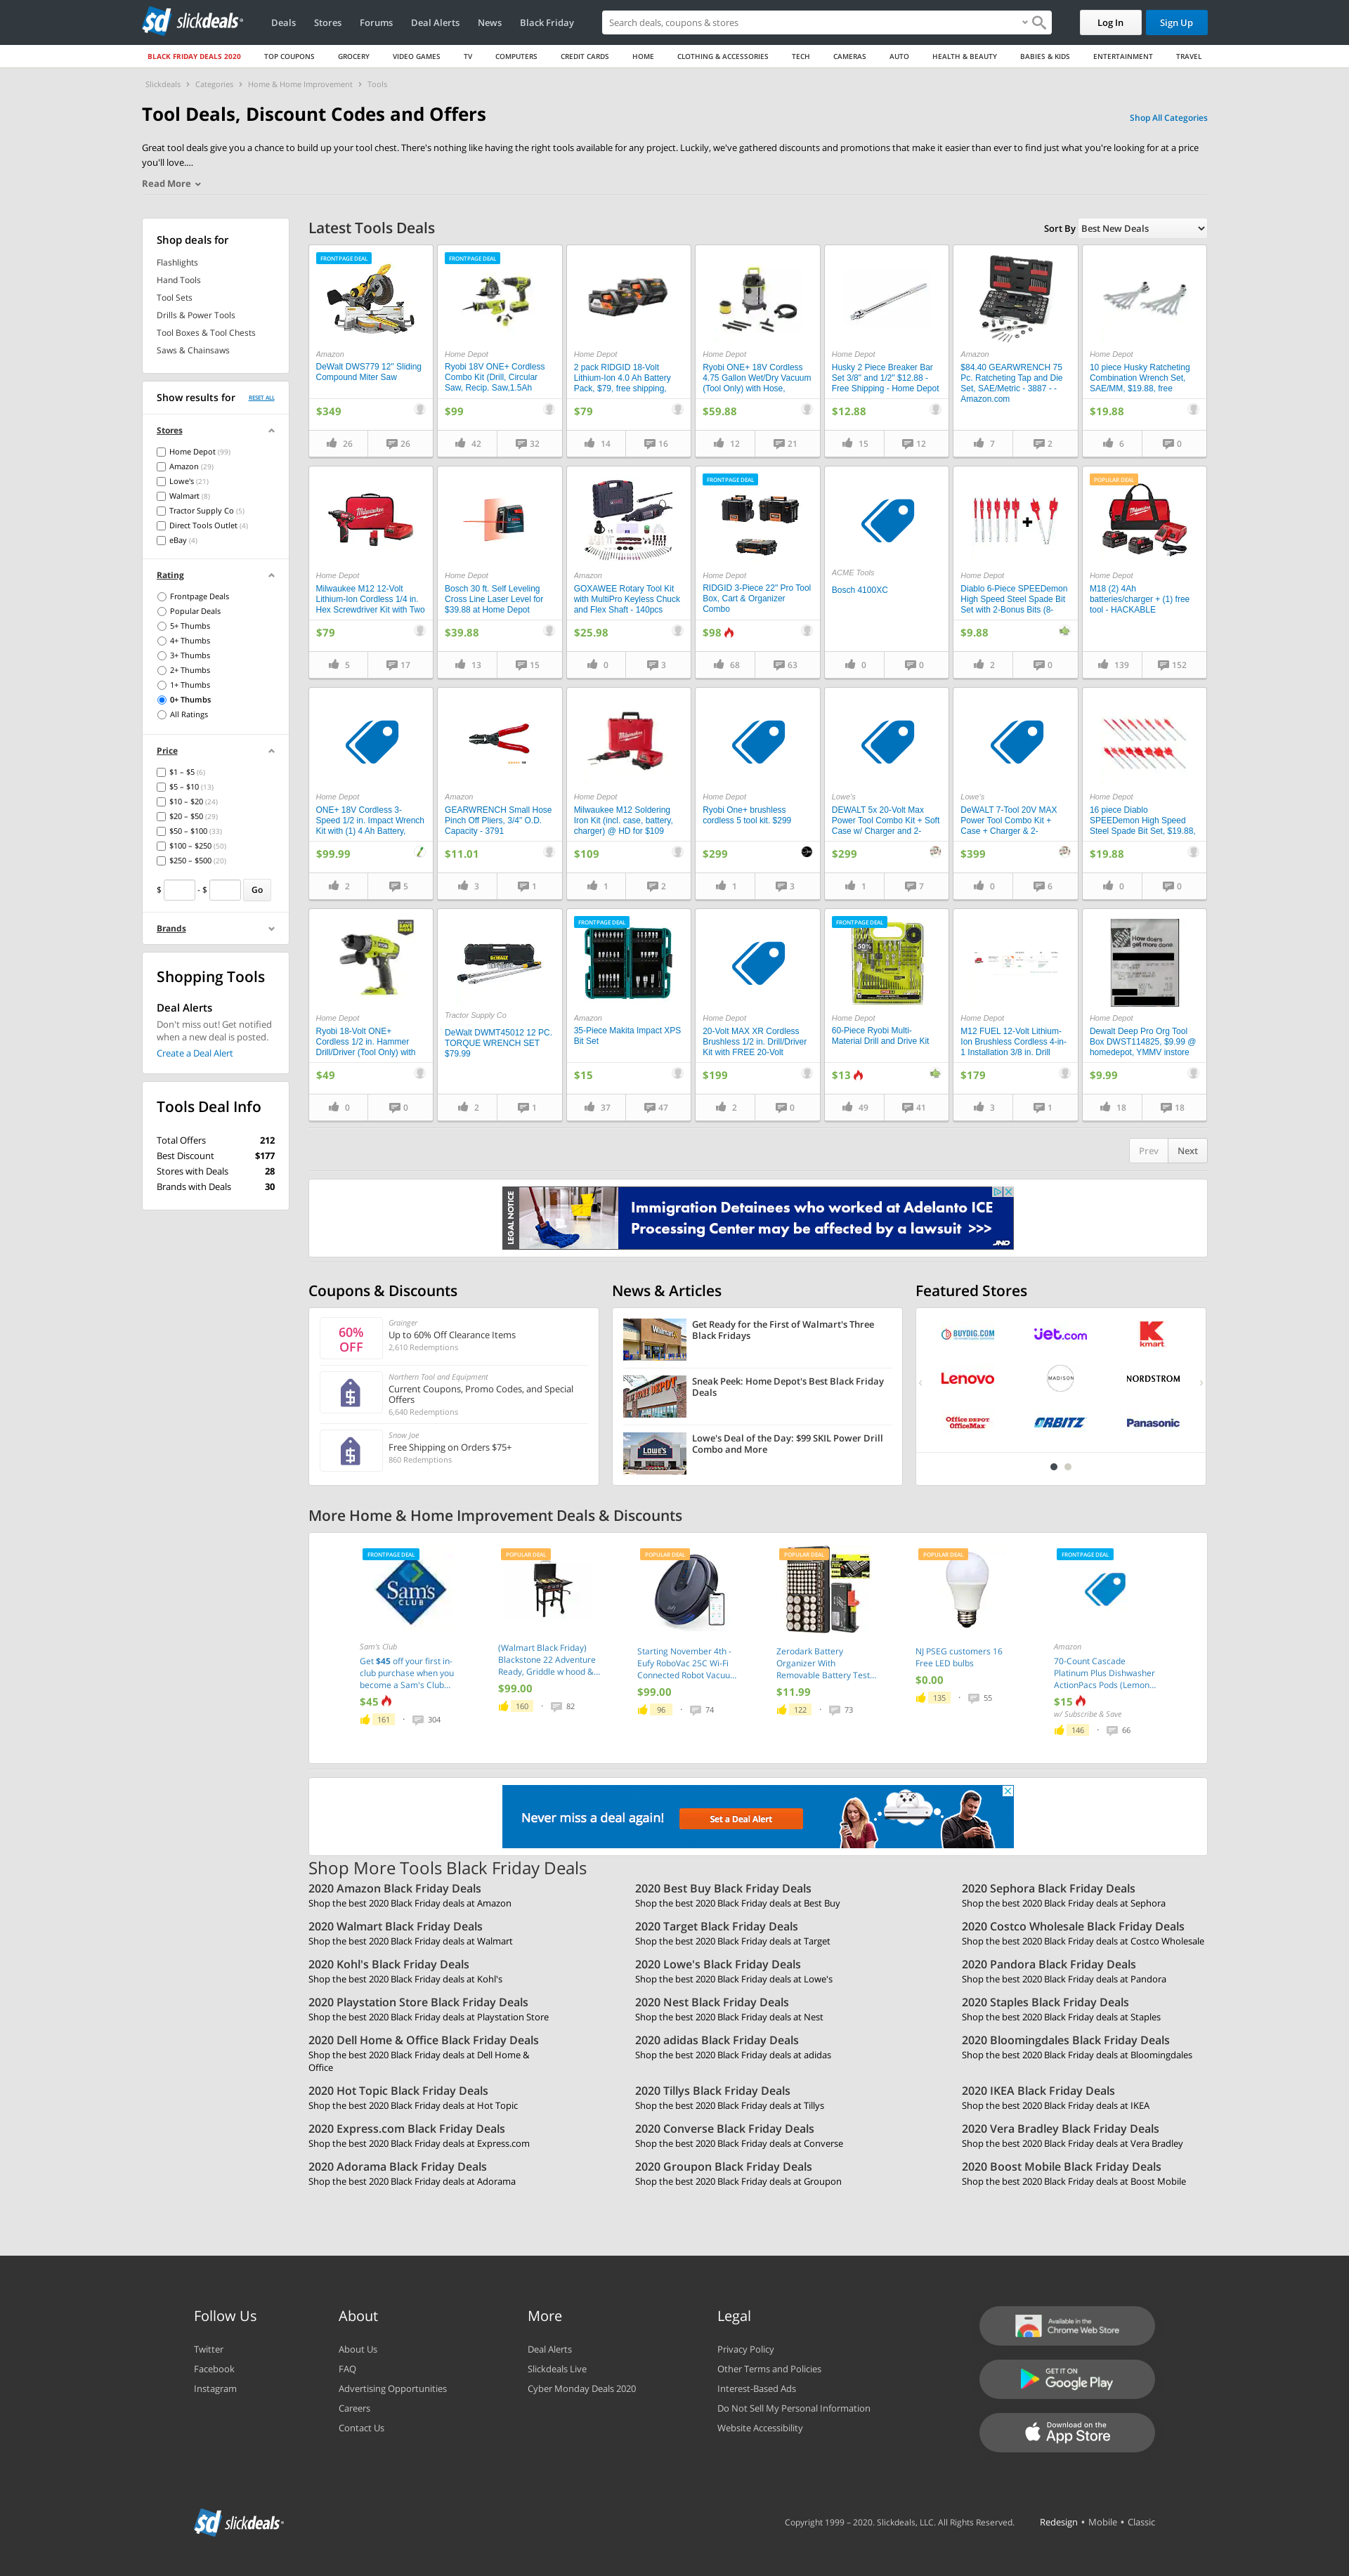 slickdeals
Deals
Stores
Forums
Deal Alerts
News
Black Friday
Search deals, coupons & stores
Log In
Sign Up
BLACK FRIDAY DEALS 2020
TOP COUPONS
GROCERY
VIDEO GAMES
TV
COMPUTERS
CREDIT CARDS
HOME
CLOTHING & ACCESSORIES
TECH
CAMERAS
AUTO
HEALTH & BEAUTY
BABIES & KIDS
ENTERTAINMENT
TRAVEL
Slickdeals › Categories › Home & Home Improvement › Tools
Tool Deals, Discount Codes and Offers
Shop All Categories
Great tool deals give you a chance to build up your tool chest. There's nothing like having the right tools available for any project. Luckily, we've gathered discounts and promotions that make it easier than ever to find just what you're looking for at a price
you'll love....
Read More
Shop deals for
Flashlights
Hand Tools
Tool Sets
Drills & Power Tools
Tool Boxes & Tool Chests
Saws & Chainsaws
Show results for
RESET ALL
Stores
Home Depot (99)
Amazon (29)
Lowe's (21)
Walmart (8)
Tractor Supply Co (5)
Direct Tools Outlet (4)
eBay (4)
Rating
Frontpage Deals
Popular Deals
5+ Thumbs
4+ Thumbs
3+ Thumbs
2+ Thumbs
1+ Thumbs
0+ Thumbs
All Ratings
Price
$1 – $5 (6)
$5 – $10 (13)
$10 – $20 (24)
$20 – $50 (29)
$50 – $100 (33)
$100 – $250 (50)
$250 – $500 (20)
$ - $ Go
Brands
Shopping Tools
Deal Alerts
Don't miss out! Get notified
when a new deal is posted.
Create a Deal Alert
Tools Deal Info
Total Offers 212
Best Discount $177
Stores with Deals 28
Brands with Deals 30
Latest Tools Deals
Sort By Best New Deals
FRONTPAGE DEAL
Amazon
DeWalt DWS779 12" Sliding
Compound Miter Saw
$349
26 26
FRONTPAGE DEAL
Home Depot
Ryobi 18V ONE+ Cordless
Combo Kit (Drill, Circular
Saw, Recip. Saw,1.5Ah
$99
42 32
Home Depot
2 pack RIDGID 18-Volt
Lithium-Ion 4.0 Ah Battery
Pack, $79, free shipping,
$79
14 16
Home Depot
Ryobi ONE+ 18V Cordless
4.75 Gallon Wet/Dry Vacuum
(Tool Only) with Hose,
$59.88
12 21
Home Depot
Husky 2 Piece Breaker Bar
Set 3/8" and 1/2" $12.88 -
Free Shipping - Home Depot
$12.88
15 12
Amazon
$84.40 GEARWRENCH 75
Pc. Ratcheting Tap and Die
Set, SAE/Metric - 3887 - -
Amazon.com
7 2
Home Depot
10 piece Husky Ratcheting
Combination Wrench Set,
SAE/MM, $19.88, free
$19.88
6 0
Home Depot
Milwaukee M12 12-Volt
Lithium-Ion Cordless 1/4 in.
Hex Screwdriver Kit with Two
$79
5 17
Home Depot
Bosch 30 ft. Self Leveling
Cross Line Laser Level for
$39.88 at Home Depot
$39.88
13 15
Amazon
GOXAWEE Rotary Tool Kit
with MultiPro Keyless Chuck
and Flex Shaft - 140pcs
$25.98
0 3
FRONTPAGE DEAL
Home Depot
RIDGID 3-Piece 22" Pro Tool
Box, Cart & Organizer
Combo
$98
68 63
ACME Tools
Bosch 4100XC
0 0
Home Depot
Diablo 6-Piece SPEEDemon
High Speed Steel Spade Bit
Set with 2-Bonus Bits (8-
$9.88
2 0
POPULAR DEAL
Home Depot
M18 (2) 4Ah
batteries/charger + (1) free
tool - HACKABLE
139 152
Home Depot
ONE+ 18V Cordless 3-
Speed 1/2 in. Impact Wrench
Kit with (1) 4 Ah Battery,
$99.99
2 5
Amazon
GEARWRENCH Small Hose
Pinch Off Pliers, 3/4" O.D.
Capacity - 3791
$11.01
3 1
Home Depot
Milwaukee M12 Soldering
Iron Kit (incl. case, battery,
charger) @ HD for $109
$109
1 2
Home Depot
Ryobi One+ brushless
cordless 5 tool kit. $299
$299
1 3
Lowe's
DEWALT 5x 20-Volt Max
Power Tool Combo Kit + Soft
Case w/ Charger and 2-
$299
1 7
Lowe's
DeWALT 7-Tool 20V MAX
Power Tool Combo Kit +
Case + Charger & 2-
$399
0 6
Home Depot
16 piece Diablo
SPEEDemon High Speed
Steel Spade Bit Set, $19.88,
$19.88
0 0
Home Depot
Ryobi 18-Volt ONE+
Cordless 1/2 in. Hammer
Drill/Driver (Tool Only) with
$49
0 0
Tractor Supply Co
DeWalt DWMT45012 12 PC.
TORQUE WRENCH SET
$79.99
2 1
FRONTPAGE DEAL
Amazon
35-Piece Makita Impact XPS
Bit Set
$15
37 47
Home Depot
20-Volt MAX XR Cordless
Brushless 1/2 in. Drill/Driver
Kit with FREE 20-Volt
$199
2 0
FRONTPAGE DEAL
50%
Home Depot
60-Piece Ryobi Multi-
Material Drill and Drive Kit
$13
49 41
Home Depot
M12 FUEL 12-Volt Lithium-
Ion Brushless Cordless 4-in-
1 Installation 3/8 in. Drill
$179
3 1
How doers
get more done
Home Depot
Dewalt Deep Pro Org Tool
Box DWST114825, $9.99 @
homedepot, YMMV instore
$9.99
18 18
Prev Next
LEGAL NOTICE
Immigration Detainees who worked at Adelanto ICE
Processing Center may be affected by a lawsuit >>>
JND
Coupons & Discounts
60%
OFF
Grainger
Up to 60% Off Clearance Items
2,610 Redemptions
Northern Tool and Equipment
Current Coupons, Promo Codes, and Special
Offers
6,640 Redemptions
Snow Joe
Free Shipping on Orders $75+
860 Redemptions
News & Articles
Get Ready for the First of Walmart's Three
Black Fridays
Sneak Peek: Home Depot's Best Black Friday
Deals
Lowe's Deal of the Day: $99 SKIL Power Drill
Combo and More
Featured Stores
BUYDIG.COM
jet.com
kmart
Lenovo
MADISON
NORDSTROM
Office DEPOT
OfficeMax
ORBITZ
Panasonic
More Home & Home Improvement Deals & Discounts
FRONTPAGE DEAL
Sam's
CLUB
Sam's Club
Get $45 off your first in-
club purchase when you
become a Sam's Club...
$45
161 · 304
POPULAR DEAL
(Walmart Black Friday)
Blackstone 22 Adventure
Ready, Griddle w hood &...
$99.00
160 · 82
POPULAR DEAL
Starting November 4th -
Eufy RoboVac 25C Wi-Fi
Connected Robot Vacuu...
$99.00
96 · 74
POPULAR DEAL
Zerodark Battery
Organizer With
Removable Battery Test...
$11.99
122 · 73
POPULAR DEAL
NJ PSEG customers 16
Free LED bulbs
$0.00
135 · 55
FRONTPAGE DEAL
Amazon
70-Count Cascade
Platinum Plus Dishwasher
ActionPacs Pods (Lemon...
$15
w/ Subscribe & Save
146 · 66
Never miss a deal again!
Set a Deal Alert
Shop More Tools Black Friday Deals
2020 Amazon Black Friday Deals
Shop the best 2020 Black Friday deals at Amazon
2020 Best Buy Black Friday Deals
Shop the best 2020 Black Friday deals at Best Buy
2020 Sephora Black Friday Deals
Shop the best 2020 Black Friday deals at Sephora
2020 Walmart Black Friday Deals
Shop the best 2020 Black Friday deals at Walmart
2020 Target Black Friday Deals
Shop the best 2020 Black Friday deals at Target
2020 Costco Wholesale Black Friday Deals
Shop the best 2020 Black Friday deals at Costco Wholesale
2020 Kohl's Black Friday Deals
Shop the best 2020 Black Friday deals at Kohl's
2020 Lowe's Black Friday Deals
Shop the best 2020 Black Friday deals at Lowe's
2020 Pandora Black Friday Deals
Shop the best 2020 Black Friday deals at Pandora
2020 Playstation Store Black Friday Deals
Shop the best 2020 Black Friday deals at Playstation Store
2020 Nest Black Friday Deals
Shop the best 2020 Black Friday deals at Nest
2020 Staples Black Friday Deals
Shop the best 2020 Black Friday deals at Staples
2020 Dell Home & Office Black Friday Deals
Shop the best 2020 Black Friday deals at Dell Home &
Office
2020 adidas Black Friday Deals
Shop the best 2020 Black Friday deals at adidas
2020 Bloomingdales Black Friday Deals
Shop the best 2020 Black Friday deals at Bloomingdales
2020 Hot Topic Black Friday Deals
Shop the best 2020 Black Friday deals at Hot Topic
2020 Tillys Black Friday Deals
Shop the best 2020 Black Friday deals at Tillys
2020 IKEA Black Friday Deals
Shop the best 2020 Black Friday deals at IKEA
2020 Express.com Black Friday Deals
Shop the best 2020 Black Friday deals at Express.com
2020 Converse Black Friday Deals
Shop the best 2020 Black Friday deals at Converse
2020 Vera Bradley Black Friday Deals
Shop the best 2020 Black Friday deals at Vera Bradley
2020 Adorama Black Friday Deals
Shop the best 2020 Black Friday deals at Adorama
2020 Groupon Black Friday Deals
Shop the best 2020 Black Friday deals at Groupon
2020 Boost Mobile Black Friday Deals
Shop the best 2020 Black Friday deals at Boost Mobile
Follow Us
Twitter
Facebook
Instagram
About
About Us
FAQ
Advertising Opportunities
Careers
Contact Us
More
Deal Alerts
Slickdeals Live
Cyber Monday Deals 2020
Legal
Privacy Policy
Other Terms and Policies
Interest-Based Ads
Do Not Sell My Personal Information
Website Accessibility
Available in the
Chrome Web Store
GET IT ON
Google Play
Download on the
App Store
slickdeals
Copyright 1999 – 2020. Slickdeals, LLC. All Rights Reserved.
Redesign • Mobile • Classic